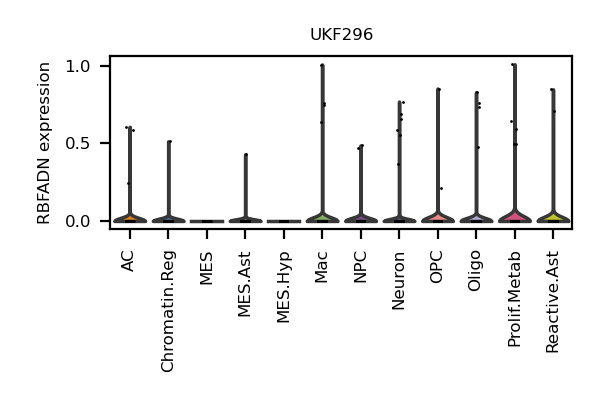 UKF296
RBFADN expression
1.0
0.5
0.0
AC
Chromatin.Reg
MES
MES.Ast
MES.Hyp
Mac
NPC
Neuron
OPC
Oligo
Prolif.Metab
Reactive.Ast